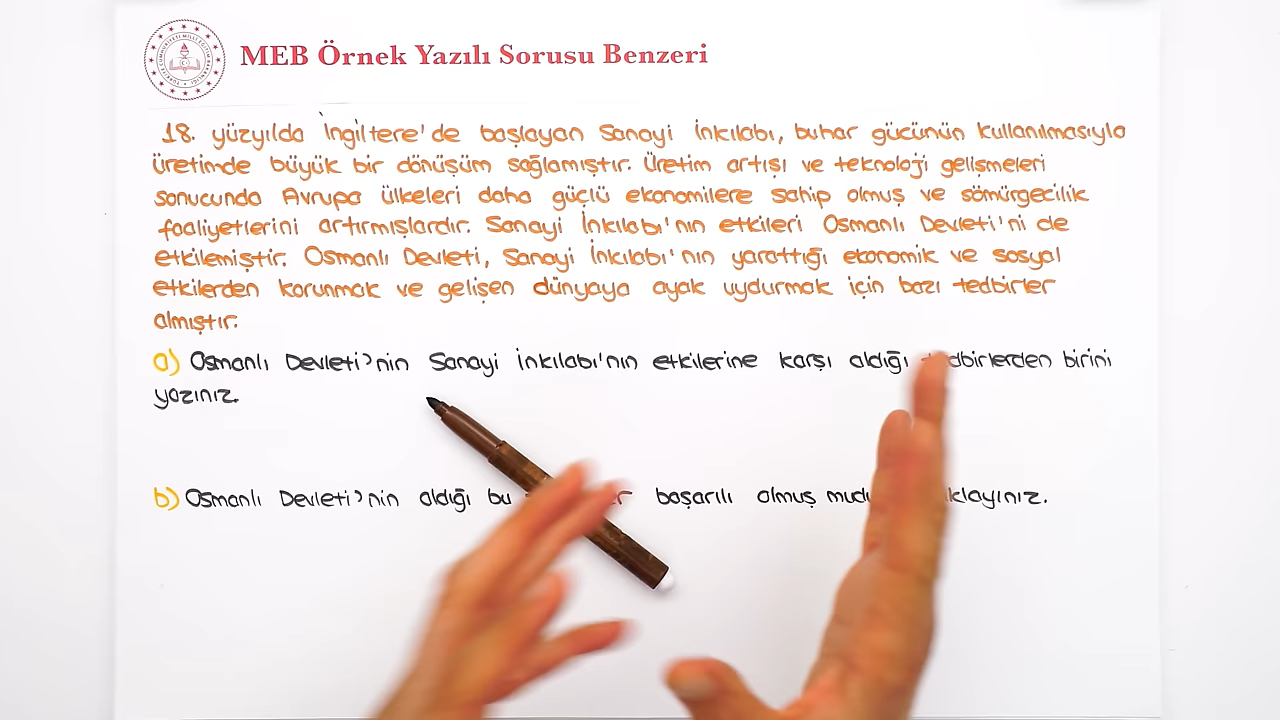 MEB Örnek Yazılı Sorusu Benzeri
18. yüzyılda İngiltere'de başlayan Sanayi İnkılabı, buhar gücünün kullanılmasıyla
üretimde büyük bir dönüşüm sağlamıştır. Üretim artışı ve teknoloji gelişmeleri
sonucunda Avrupa ülkeleri daha güçlü ekonomilere sahip olmuş ve sömürgecilik
faaliyetlerini artırmışlardır. Sanayi İnkılabı'nın etkileri Osmanlı Devleti'ni de
etkilemiştir. Osmanlı Devleti, Sanayi İnkılabı'nın yarattığı ekonomik ve sosyal
etkilerden korunmak ve gelişen dünyaya ayak uydurmak için bazı tedbirler
almıştır.
a) Osmanlı Devleti'nin Sanayi İnkılabı'nın etkilerine karşı aldığı tedbirlerden birini
yazınız.
b) Osmanlı Devleti'nin aldığı bu başarılı olmuş